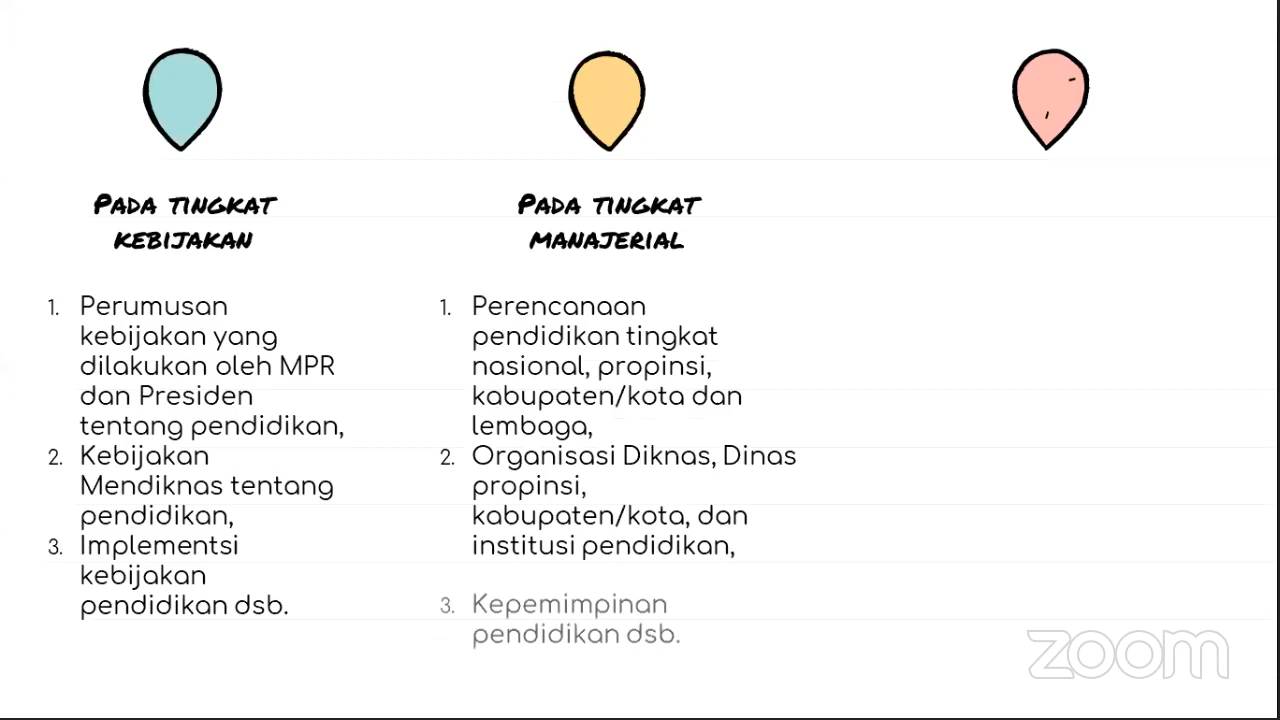 Pada tingkat
kebijakan
1. Perumusan
kebijakan yang
dilakukan oleh MPR
dan Presiden
tentang pendidikan,
2. Kebijakan
Mendiknas tentang
pendidikan,
3. Implementsi
kebijakan
pendidikan dsb.
Pada tingkat
manajerial
1. Perencanaan
pendidikan tingkat
nasional, propinsi,
kabupaten/kota dan
lembaga,
2. Organisasi Diknas, Dinas
propinsi,
kabupaten/kota, dan
institusi pendidikan,
3. Kepemimpinan
pendidikan dsb.
zoom